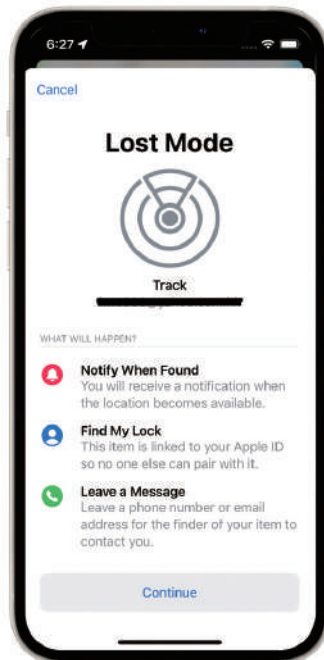 6:27
Cancel
Lost Mode
Track
WHAT WILL HAPPEN?
Notify When Found
You will receive a notification when
the location becomes available.
Find My Lock
This item is linked to your Apple ID
so no one else can pair with it.
Leave a Message
Leave a phone number or email
address for the finder of your item to
contact you.
Continue